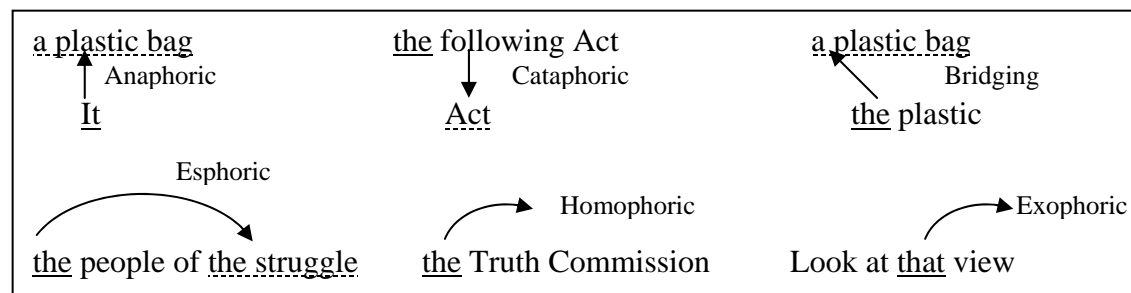 a plastic bag the following Act a plastic bag
Anaphoric Cataphoric Bridging
It Act the plastic
Esphoric
Homophoric Exophoric
the people of the struggle the Truth Commission Look at that view